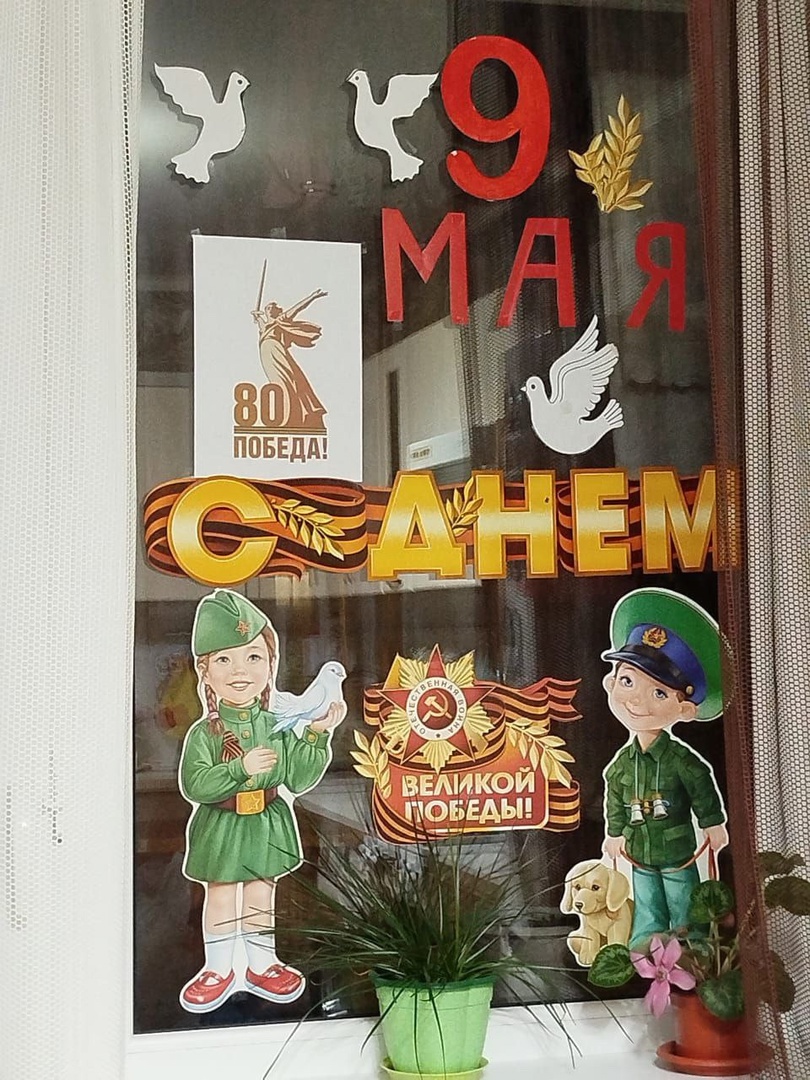 9
МАЯ
80
ПОБЕДА!
С ДНЕМ
ОТЕЧЕСТВЕННАЯ ВОЙНА
ВЕЛИКОЙ
ПОБЕДЫ!